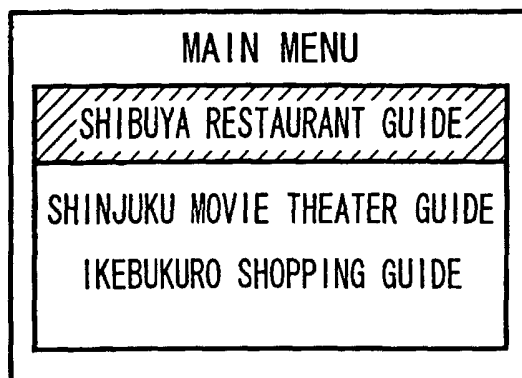 MAIN MENU
SHIBUYA RESTAURANT GUIDE
SHINJUKU MOVIE THEATER GUIDE
IKEBUKURO SHOPPING GUIDE